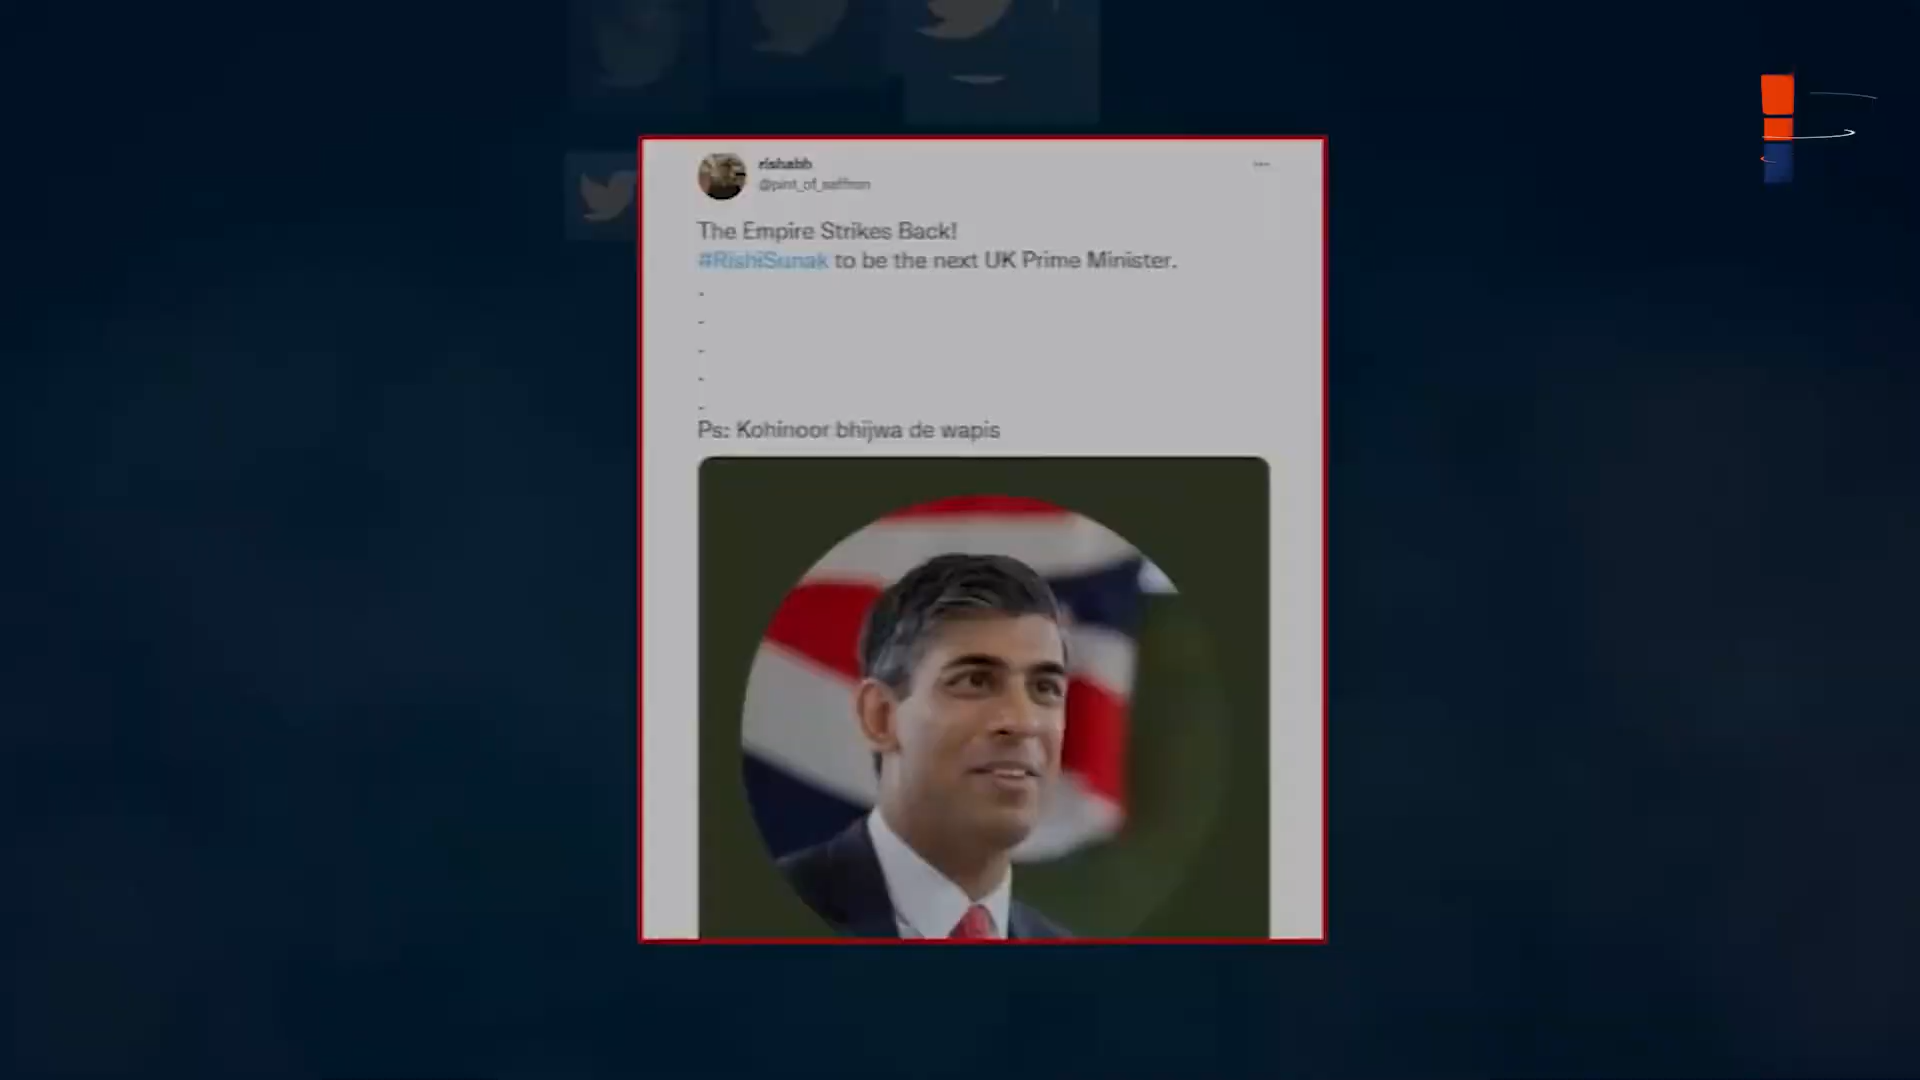 rishabh
@pint_of_saffron
The Empire Strikes Back!
#RishiSunak to be the next UK Prime Minister.
.
.
.
.
.
Ps: Kohinoor bhijwa de wapis